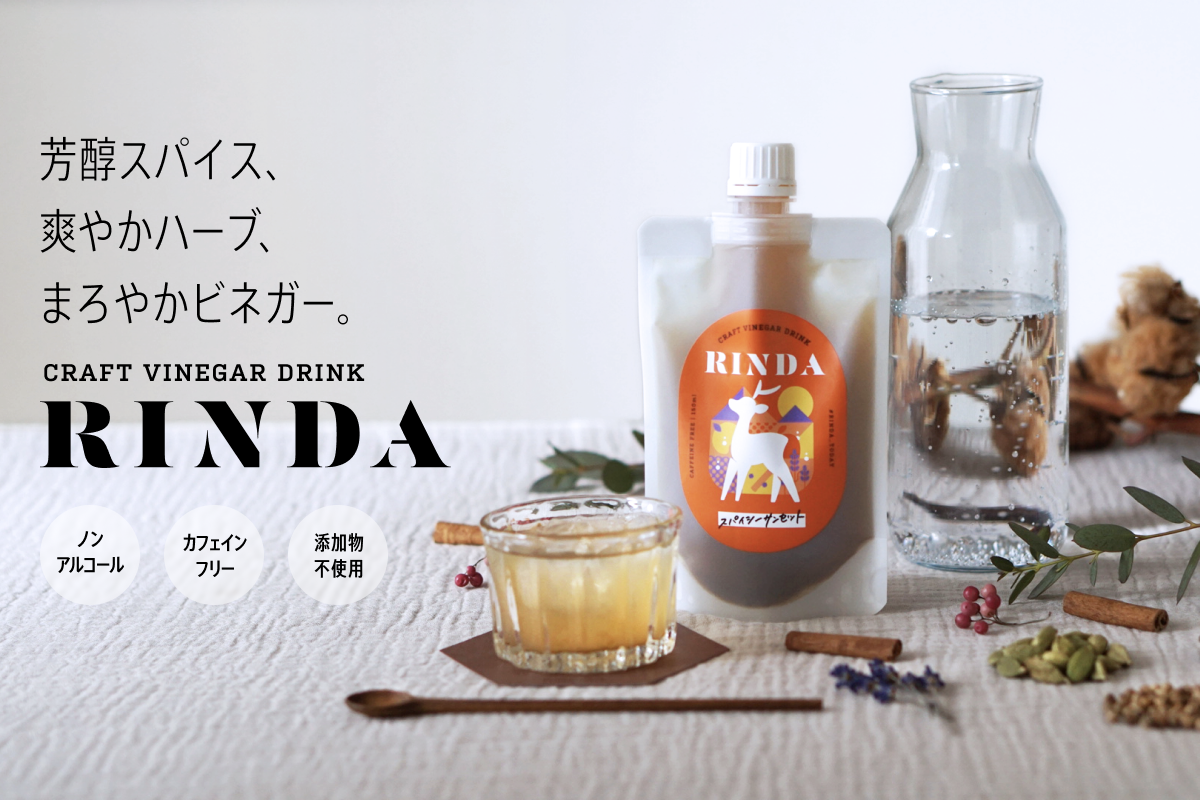 芳醇スパイス、
爽やかハーブ、
まろやかビネガー。
CRAFT VINEGAR DRINK
RINDA
ノン
アルコール
カフェイン
フリー
添加物
不使用
CRAFT VINEGAR DRINK
RINDA
スパイシーサンセット